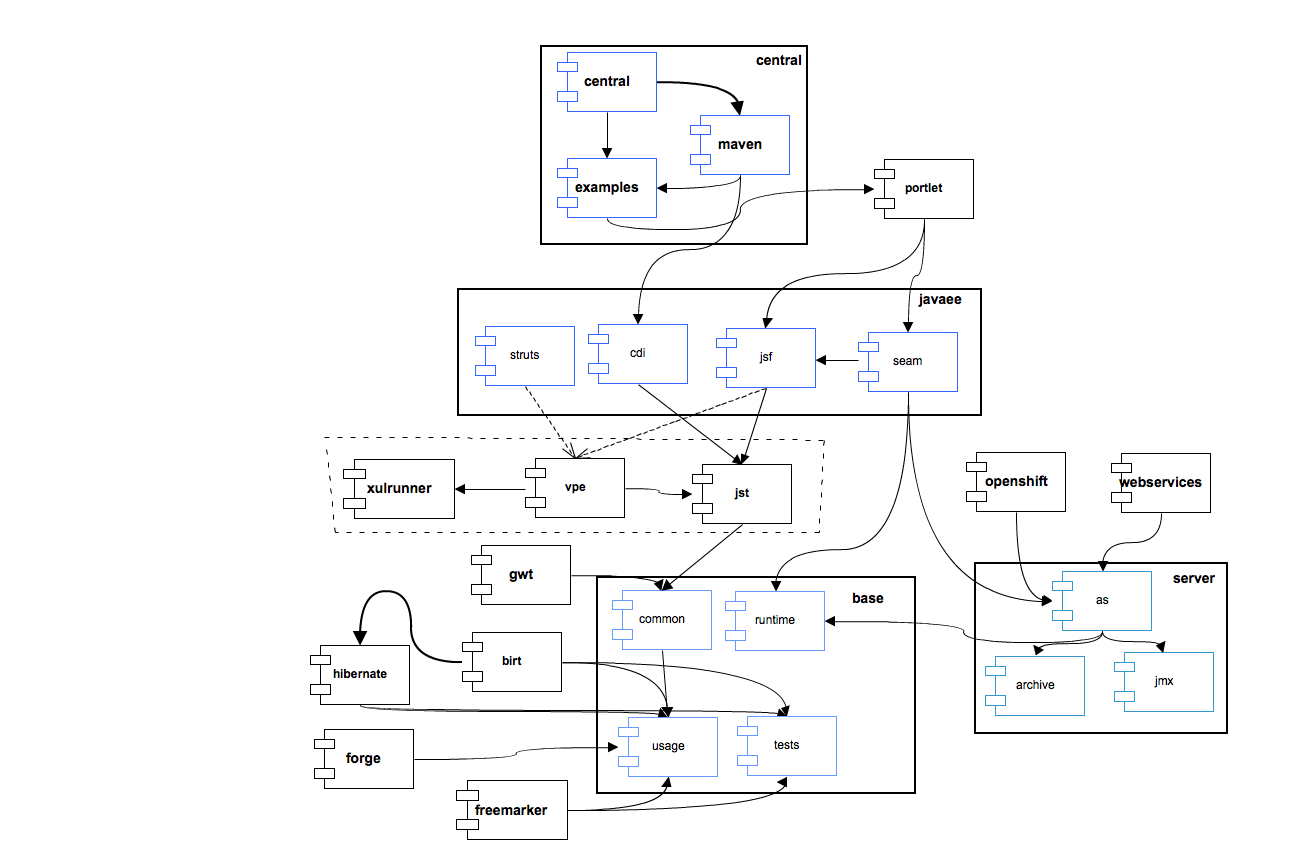 central
central
maven
examples
portlet
javaee
struts
cdi
jsf
seam
xulrunner
vpe
jst
openshift
webservices
gwt
server
base
as
common
runtime
birt
hibernate
archive
jmx
usage
tests
forge
freemarker